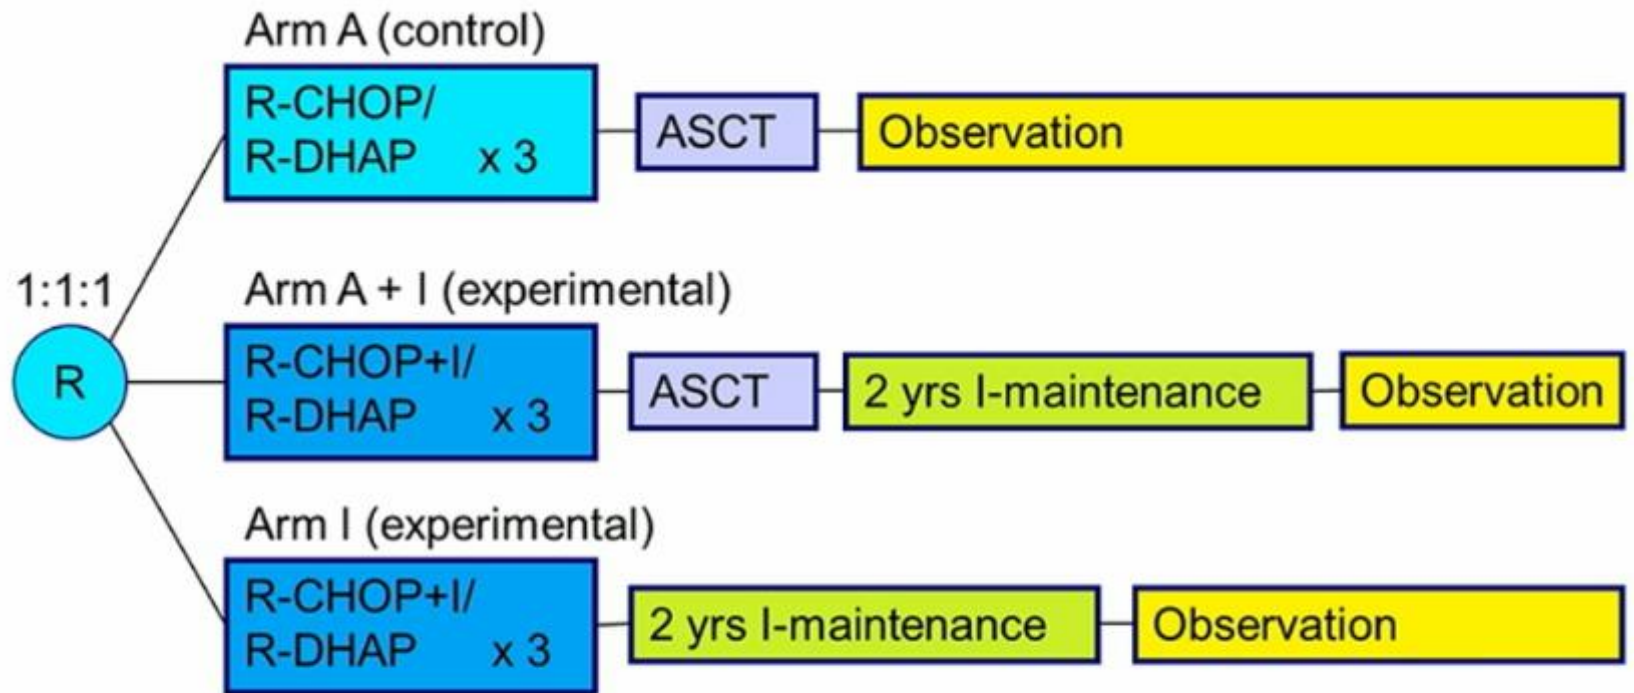 Arm A (control)
R-CHOP/
R-DHAP x 3
ASCT
Observation
1:1:1
R
Arm A + I (experimental)
R-CHOP+I/
R-DHAP x 3
ASCT
2 yrs I-maintenance
Observation
Arm I (experimental)
R-CHOP+I/
R-DHAP x 3
2 yrs I-maintenance
Observation